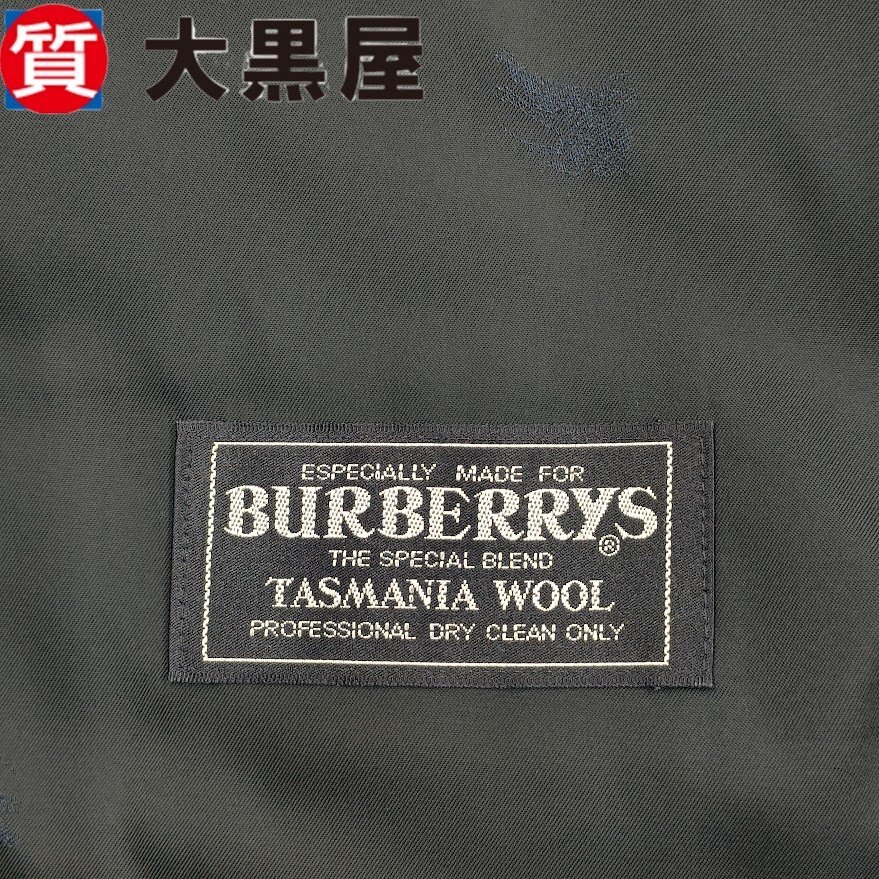 質 大黒屋
ESPECIALLY MADE FOR
BURBERRYS®
THE SPECIAL BLEND
TASMANIA WOOL
PROFESSIONAL DRY CLEAN ONLY